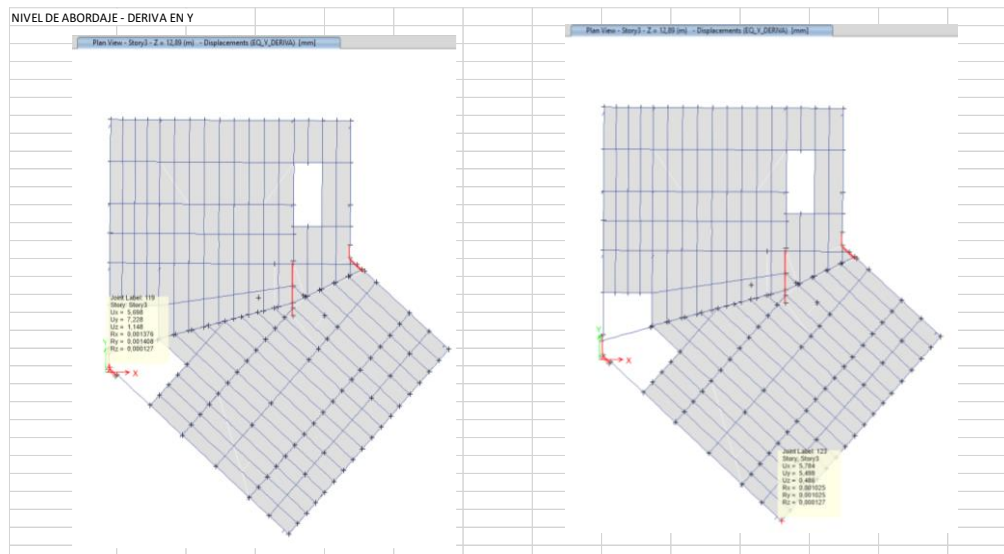 NIVEL DE ABORDAJE - DERIVA EN Y
Plan View - Story3 - Z = 12,89 (m) - Displacements (EQ_Y_DERIVA) [mm]
Plan View - Story3 - Z = 12,89 (m) - Displacements (EQ_Y_DERIVA) [mm]
Joint Label: 119
Story: Story3
Ux = 5,698
Uy = 7,228
Uz = 1,148
Rx = 0,001376
Ry = 0,001408
Rz = 0,000127
Y
X
Y
X
Joint Label: 123
Story: Story3
Ux = 5,784
Uy = 5,499
Uz = 0,486
Rx = 0,001025
Ry = 0,001025
Rz = 0,000127